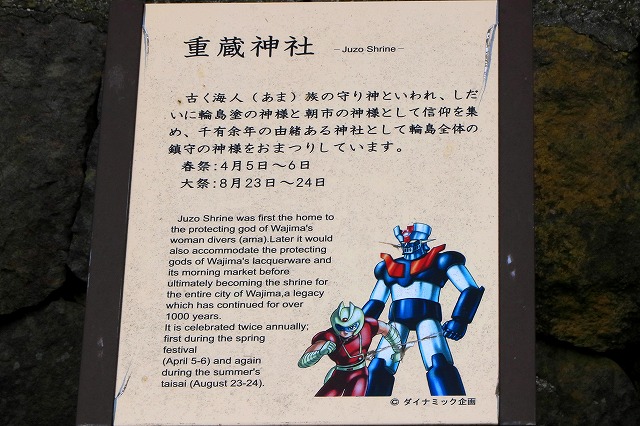 重蔵神社 －Juzo Shrine－
古く海人（あま）族の守り神といわれ、しだ
いに輪島塗の神様と朝市の神様として信仰を集
め、千有余年の由緒ある神社として輪島全体の
鎮守の神様をおまつりしています。
春祭:4月5日～6日
大祭:8月23日～24日
Juzo Shrine was first the home to
the protecting god of Wajima's
woman divers (ama).Later it would
also accommodate the protecting
gods of Wajima's lacquerware and
its morning market before
ultimately becoming the shrine for
the entire city of Wajima,a legacy
which has continued for over
1000 years.
It is celebrated twice annually;
first during the spring
festival
(April 5-6) and again
during the summer's
taisai (August 23-24).
© ダイナミック企画